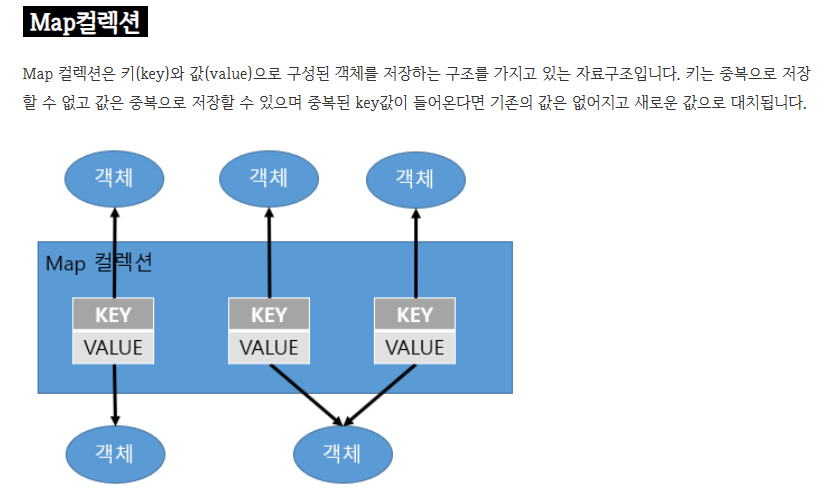 Map컬렉션
Map 컬렉션은 키(key)와 값(value)으로 구성된 객체를 저장하는 구조를 가지고 있는 자료구조입니다. 키는 중복으로 저장
할 수 없고 값은 중복으로 저장할 수 있으며 중복된 key값이 들어온다면 기존의 값은 없어지고 새로운 값으로 대치됩니다.
객체 객체 객체
Map 컬렉션
KEY KEY KEY
VALUE VALUE VALUE
객체 객체